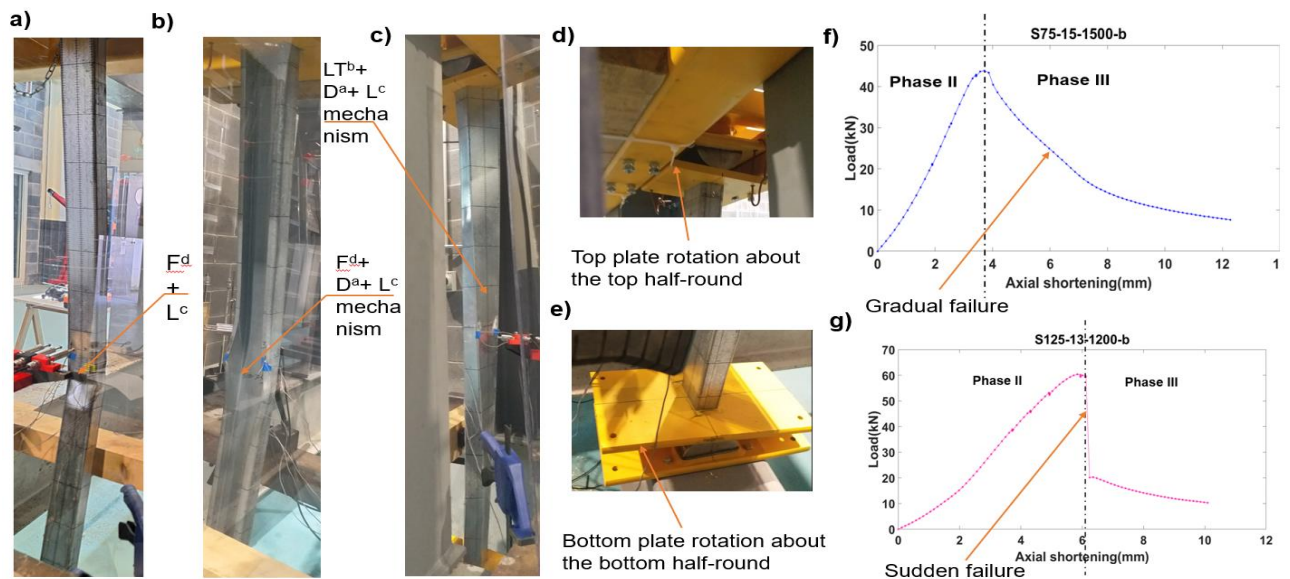 a)
b)
c)
d)
e)
f)
g)
Fᵈ
+
Lᶜ
Fᵈ+
Dᵃ+ Lᶜ
mecha
nism
LTᵇ+
Dᵃ+ Lᶜ
mecha
nism
Top plate rotation about
the top half-round
Bottom plate rotation about
the bottom half-round
S75-15-1500-b
Phase II
Phase III
Load(kN)
50
40
30
20
10
0
0 2 4 6 8 10 12 14
Axial shortening(mm)
Gradual failure
S125-13-1200-b
Phase II
Phase III
Load(kN)
70
60
50
40
30
20
10
0
0 2 4 6 8 10 12
Axial shortening(mm)
Sudden failure